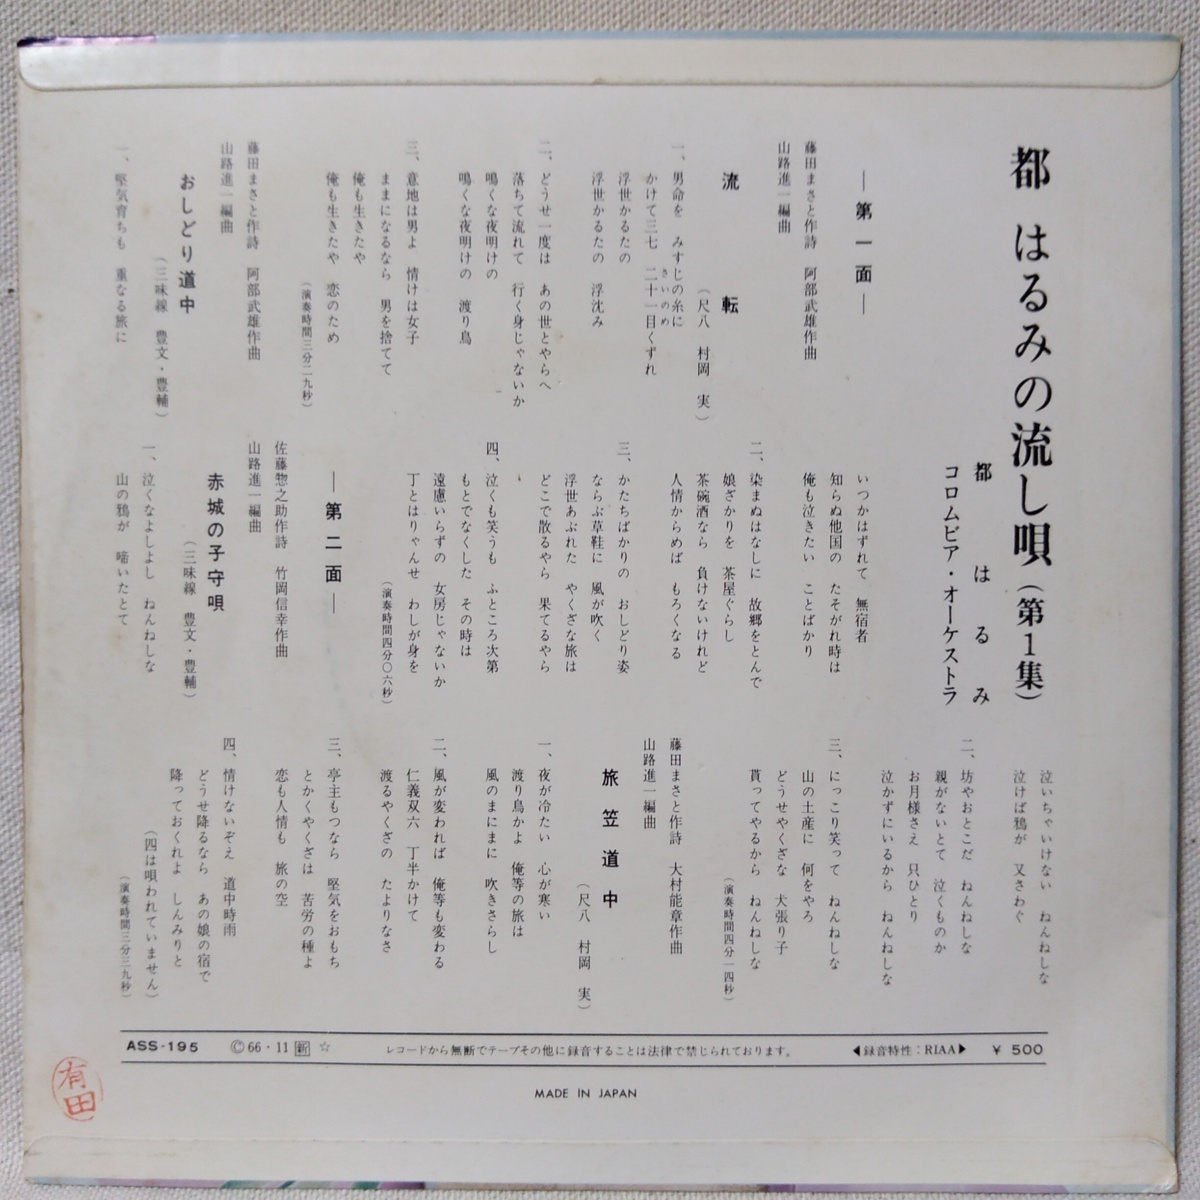 都 はるみの流し唄(第1集)
都 はるみ
コロムビア・オーケストラ
―第一面―
藤田まさと作詩 阿部武雄作曲
山路進一編曲
流転
(尺八 村岡 実)
一、男命を みすじの糸に
かけて三七 二十一目くずれ
さいのめ
浮世かるたの
浮世かるたの 浮沈み
二、どうせ一度は あの世とやらへ
落ちて流れて 行く身じゃないか
鳴くな夜明けの
鳴くな夜明けの 渡り鳥
三、意地は男よ 情けは女子
ままになるなら 男を捨てて
俺も生きたや
俺も生きたや 恋のため
(演奏時間三分二九秒)
藤田まさと作詩 阿部武雄作曲
山路進一編曲
おしどり道中
(三味線 豊文・豊輔)
一、堅気育ちも 重なる旅に
いつかはずれて 無宿者
知らぬ他国の たそがれ時は
俺も泣きたい ことばかり
二、染まぬはなしに 故郷をとんで
娘ざかりを 茶屋ぐらし
茶碗酒なら 負けないけれど
人情からめば もろくなる
三、かたちばかりの おしどり姿
ならぶ草鞋に 風が吹く
浮世あぶれた やくざな旅は
どこで散るやら 果てるやら
四、泣くも笑うも ふところ次第
もとでなくした その時は
遠慮いらずの 女房じゃないか
丁とはりゃんせ わしが身を
(演奏時間四分〇六秒)
―第二面―
佐藤惣之助作詩 竹岡信幸作曲
山路進一編曲
赤城の子守唄
(三味線 豊文・豊輔)
一、泣くなよしよし ねんねしな
山の鴉が 啼いたとて
泣いちゃいけない ねんねしな
泣けば鴉が 又さわぐ
二、坊やおとこだ ねんねしな
親がないとて 泣くものか
お月様さえ 只ひとり
泣かずにいるから ねんねしな
三、にっこり笑って ねんねしな
山の土産に 何をやろ
どうせやくざな 犬張り子
貰ってやるから ねんねしな
(演奏時間四分一四秒)
藤田まさと作詩 大村能章作曲
山路進一編曲
旅笠道中
(尺八 村岡 実)
一、夜が冷たい 心が寒い
渡り鳥かよ 俺等の旅は
風のまにまに 吹きさらし
二、風が変われば 俺等も変わる
仁義双六 丁半かけて
渡るやくざの たよりなさ
三、亭主もつなら 堅気をおもち
とかくやくざは 苦労の種よ
恋も人情も 旅の空
四、情けないぞえ 道中時雨
どうせ降るなら あの娘の宿で
降っておくれよ しんみりと
(四は唄われていません)
(演奏時間三分三九秒)
ASS-195 ©66・11 新 ☆ レコードから無断でテープその他に録音することは法律で禁じられております。 ◀録音特性:RIAA▶ ¥ 500
MADE IN JAPAN
有田